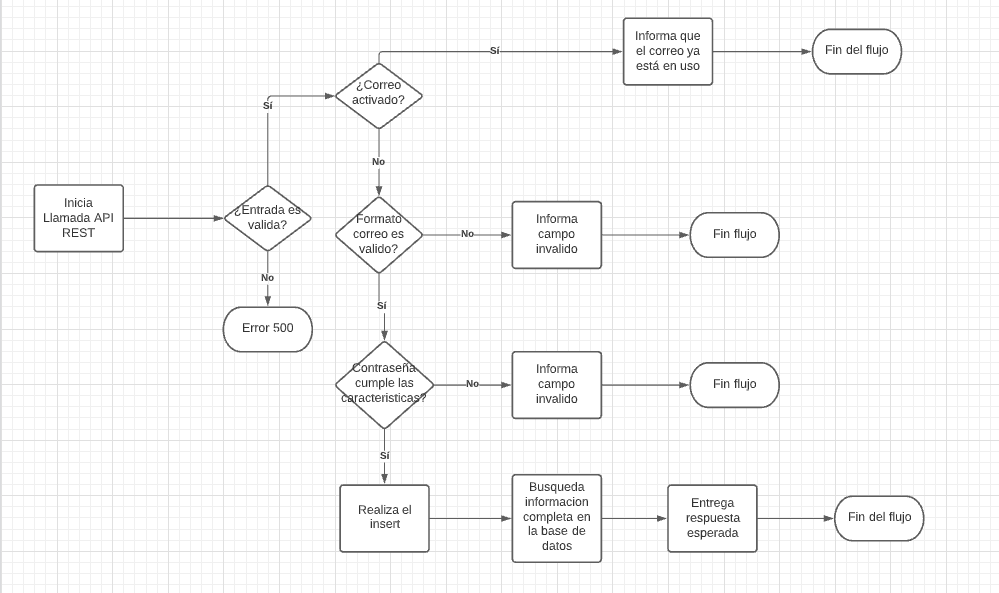 Informa que
el correo ya
está en uso
Sí
Fin del flujo
¿Correo
activado?
Sí
No
Inicia
Llamada API
REST
¿Entrada es
valida?
Formato
correo es
valido?
No
Informa
campo
invalido
Fin flujo
No
Error 500
Sí
Contraseña
cumple las
caracteristicas?
No
Informa
campo
invalido
Fin flujo
Sí
Realiza el
insert
Busqueda
informacion
completa en
la base de
datos
Entrega
respuesta
esperada
Fin del flujo